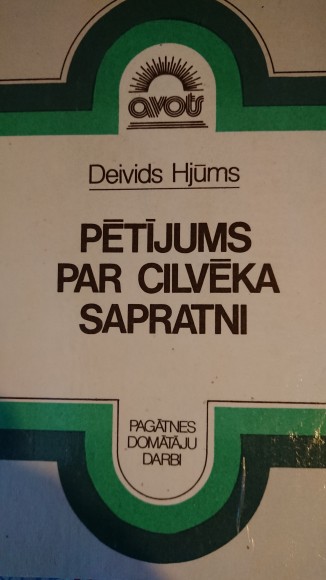 avots
Deivids Hjūms
PĒTĪJUMS
PAR CILVĒKA
SAPRATNI
PAGĀTNES
DOMĀTĀJU
DARBI